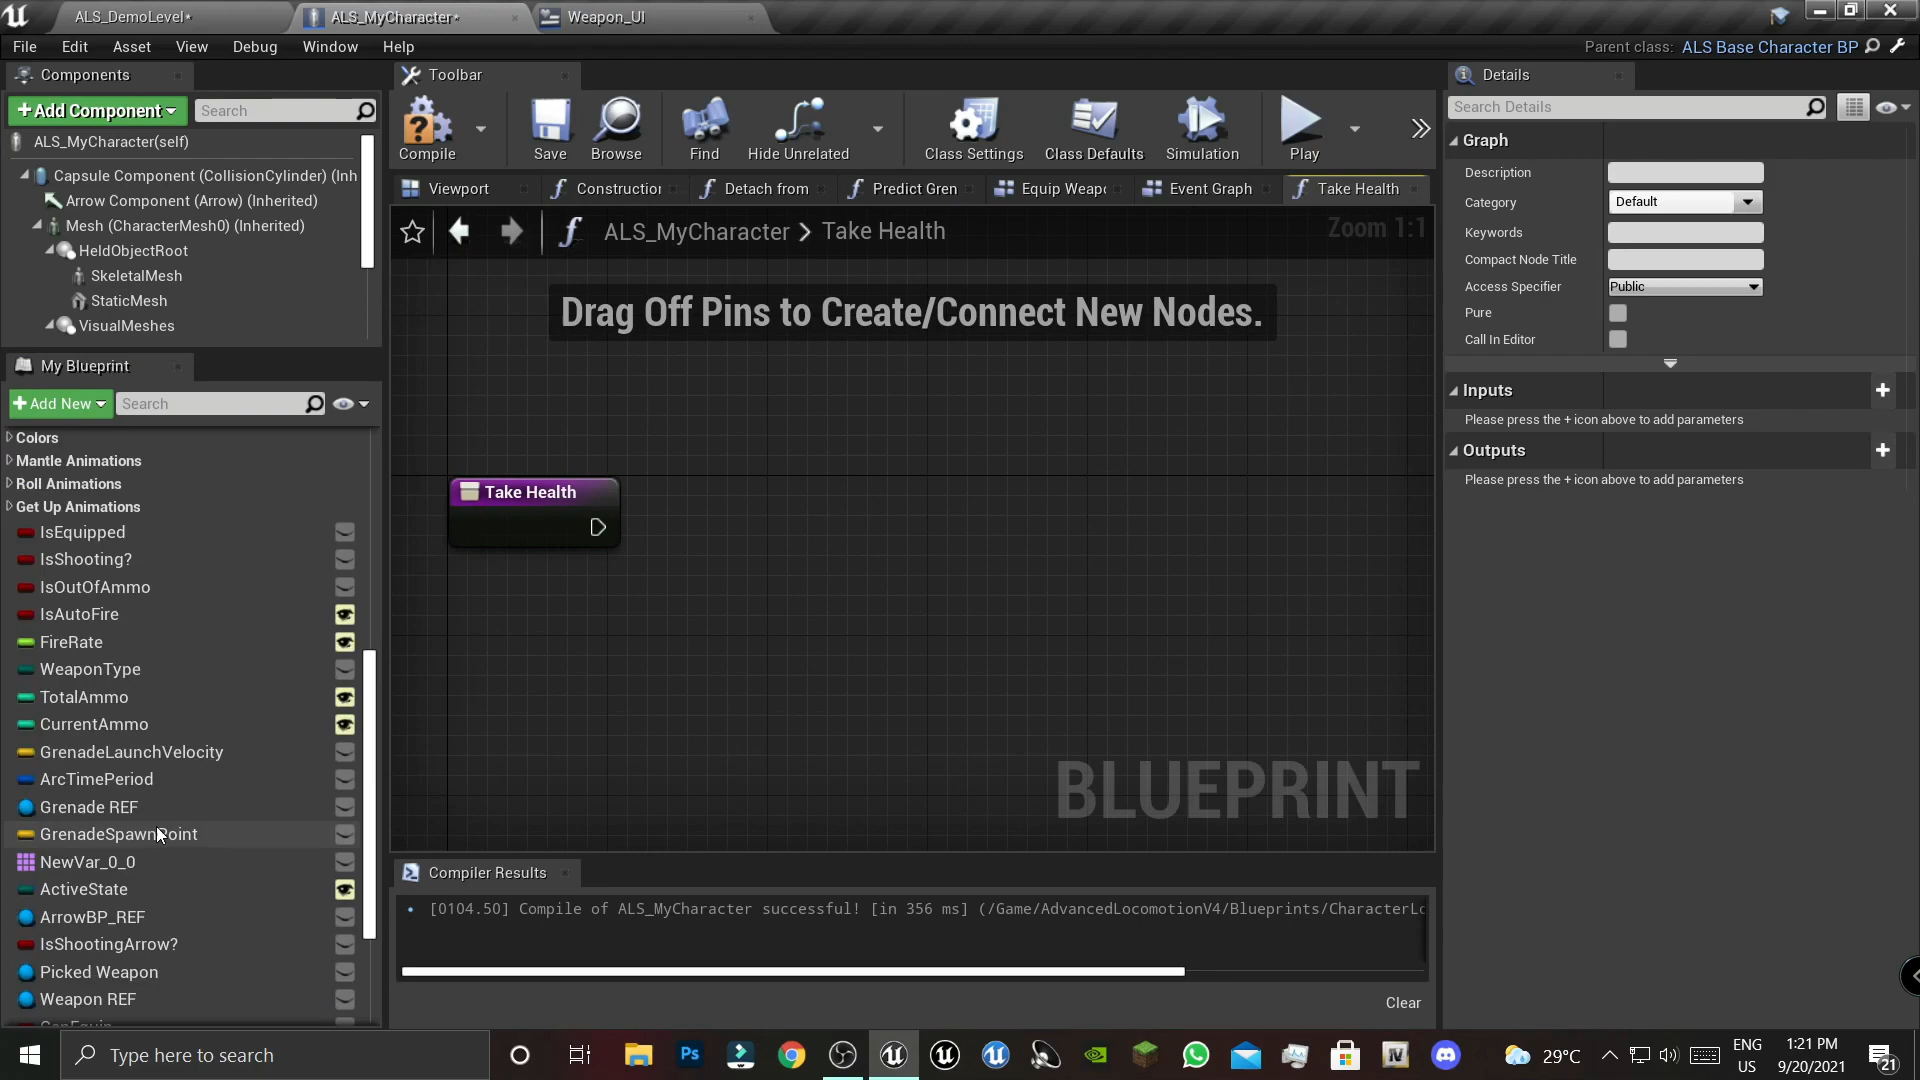 ALS_DemoLevel*
ALS_MyCharacter*
Weapon_UI
File Edit Asset View Debug Window Help
Parent class: ALS Base Character BP
Components
Toolbar
Details
Add Component
Search
Search Details
ALS_MyCharacter(self)
Capsule Component (CollisionCylinder) (Inh
Arrow Component (Arrow) (Inherited)
Mesh (CharacterMesh0) (Inherited)
HeldObjectRoot
SkeletalMesh
StaticMesh
VisualMeshes
Compile Save Browse Find Hide Unrelated Class Settings Class Defaults Simulation Play
Viewport Construction Detach from Predict Gren Equip Weapo Event Graph Take Health
ALS_MyCharacter > Take Health
Zoom 1:1
Drag Off Pins to Create/Connect New Nodes.
Take Health
BLUEPRINT
Graph
Description
Category Default
Keywords
Compact Node Title
Access Specifier Public
Pure
Call In Editor
Inputs
Please press the + icon above to add parameters
Outputs
Please press the + icon above to add parameters
My Blueprint
Add New
Search
Colors
Mantle Animations
Roll Animations
Get Up Animations
IsEquipped
IsShooting?
IsOutOfAmmo
IsAutoFire
FireRate
WeaponType
TotalAmmo
CurrentAmmo
GrenadeLaunchVelocity
ArcTimePeriod
Grenade REF
GrenadeSpawnPoint
NewVar_0_0
ActiveState
ArrowBP_REF
IsShootingArrow?
Picked Weapon
Weapon REF
Compiler Results
[0104.50] Compile of ALS_MyCharacter successful! [in 356 ms] (/Game/AdvancedLocomotionV4/Blueprints/CharacterLo
Clear
Type here to search
29°C
ENG
US
1:21 PM
9/20/2021
21